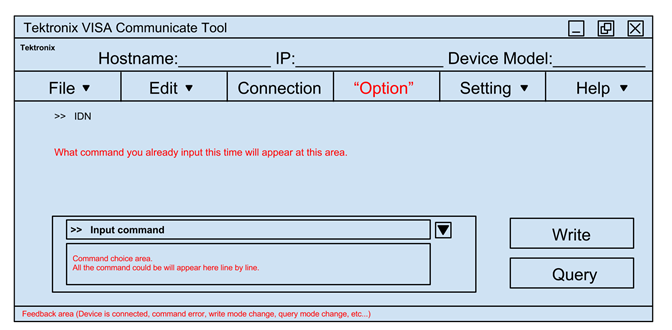 Tektronix VISA Communicate Tool
Tektronix
Hostname:__________ IP:__________________ Device Model:__________
File ▼ Edit ▼ Connection “Option” Setting ▼ Help ▼
>> IDN
What command you already input this time will appear at this area.
>> Input command
Write
Command choice area.
All the command could be will appear here line by line.
Query
Feedback area (Device is connected, command error, write mode change, query mode change, etc...)